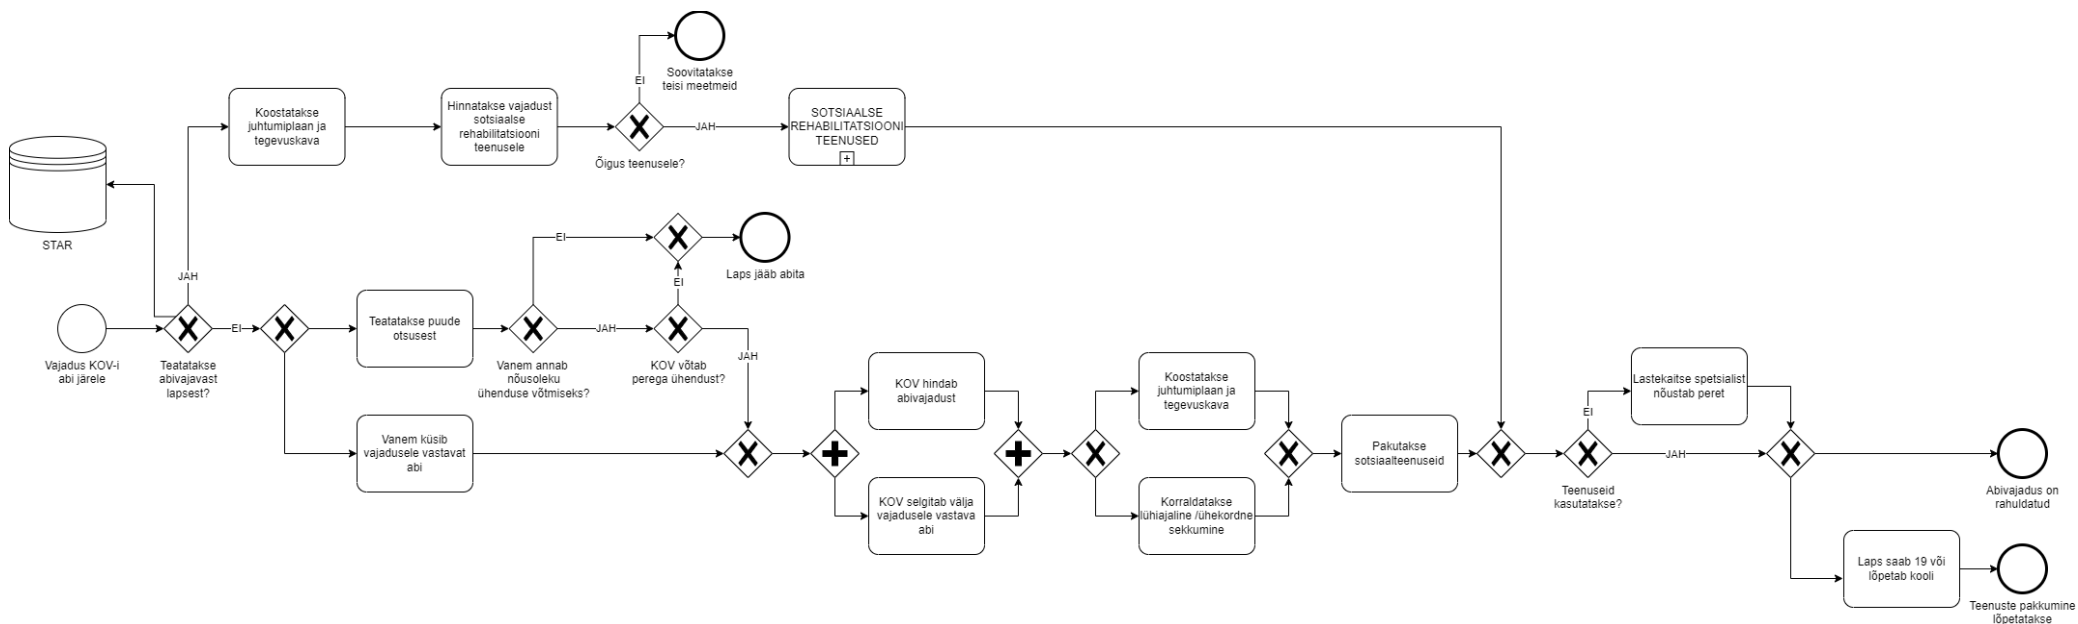 Soovitatakse
teisi meetmeid
EI
Koostatakse
juhtumiplaan ja
tegevuskava
Hinnatakse vajadust
sotsiaalse
rehabilitatsiooni
teenusele
Õigus teenusele?
JAH
SOTSIAALSE
REHABILITATSIOONI
TEENUSED
STAR
JAH
Vajadus KOV-i
abi järele
Teatatakse
abivajavast
lapsest?
EI
Teatatakse puude
otsusest
Vanem annab
nõusoleku
ühenduse võtmiseks?
EI
JAH
KOV võtab
perega ühendust?
EI
Laps jääb abita
JAH
Vanem küsib
vajadusele vastavat
abi
KOV hindab
abivajadust
KOV selgitab välja
vajadusele vastava
abi
Koostatakse
juhtumiplaan ja
tegevuskava
Korraldatakse
lühiajaline /ühekordne
sekkumine
Pakutakse
sotsiaalteenuseid
Teenuseid
kasutatakse?
EI
Lastekaitse spetsialist
nõustab peret
JAH
Abivajadus on
rahuldatud
Laps saab 19 või
lõpetab kooli
Teenuste pakkumine
lõpetatakse